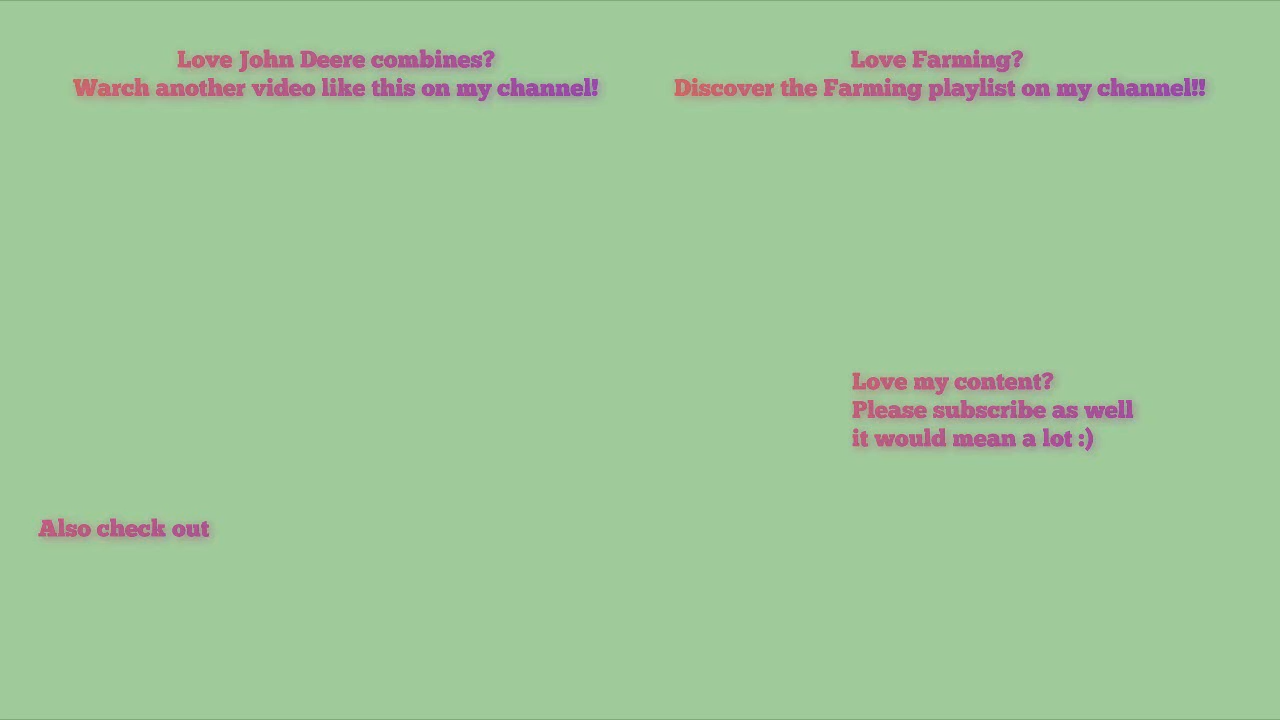 Love John Deere combines?
Warch another video like this on my channel!
Love Farming?
Discover the Farming playlist on my channel!!
Love my content?
Please subscribe as well
it would mean a lot :)
Also check out